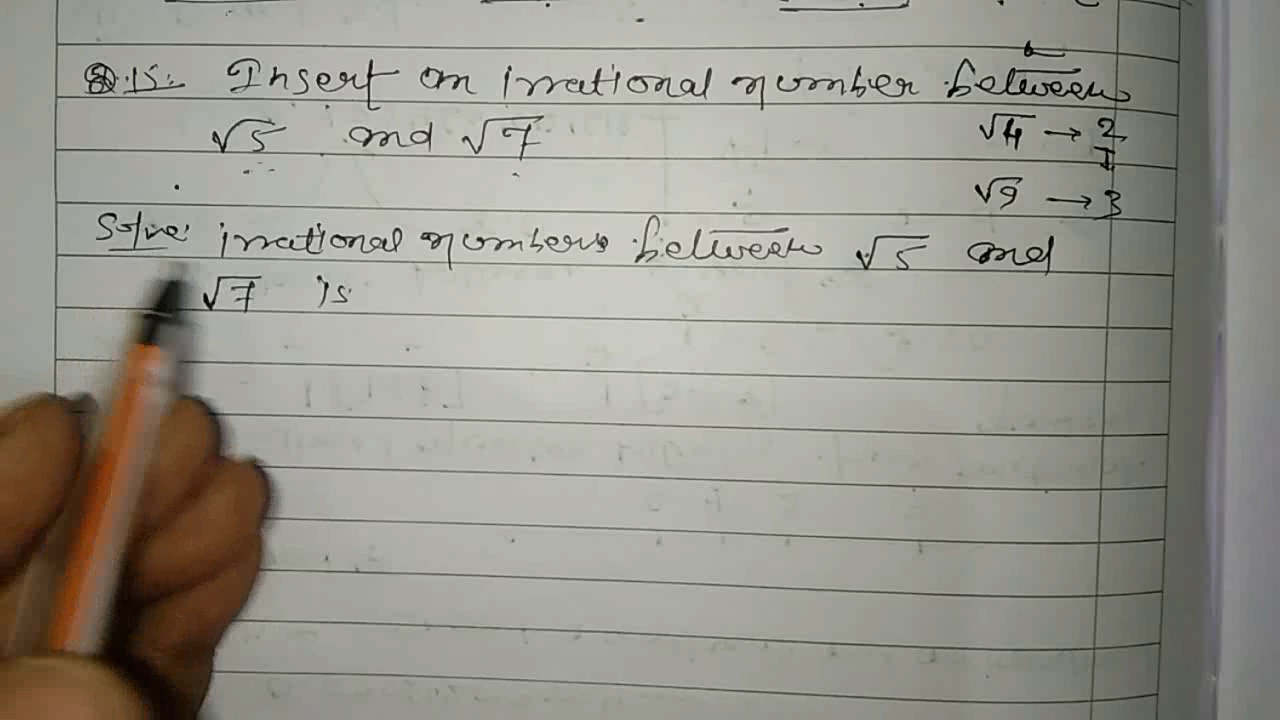 Q.15. Insert an irrational number between
√5 and √7
√4 → 2
√9 → 3
Solve: irrational numbers between √5 and
√7 is